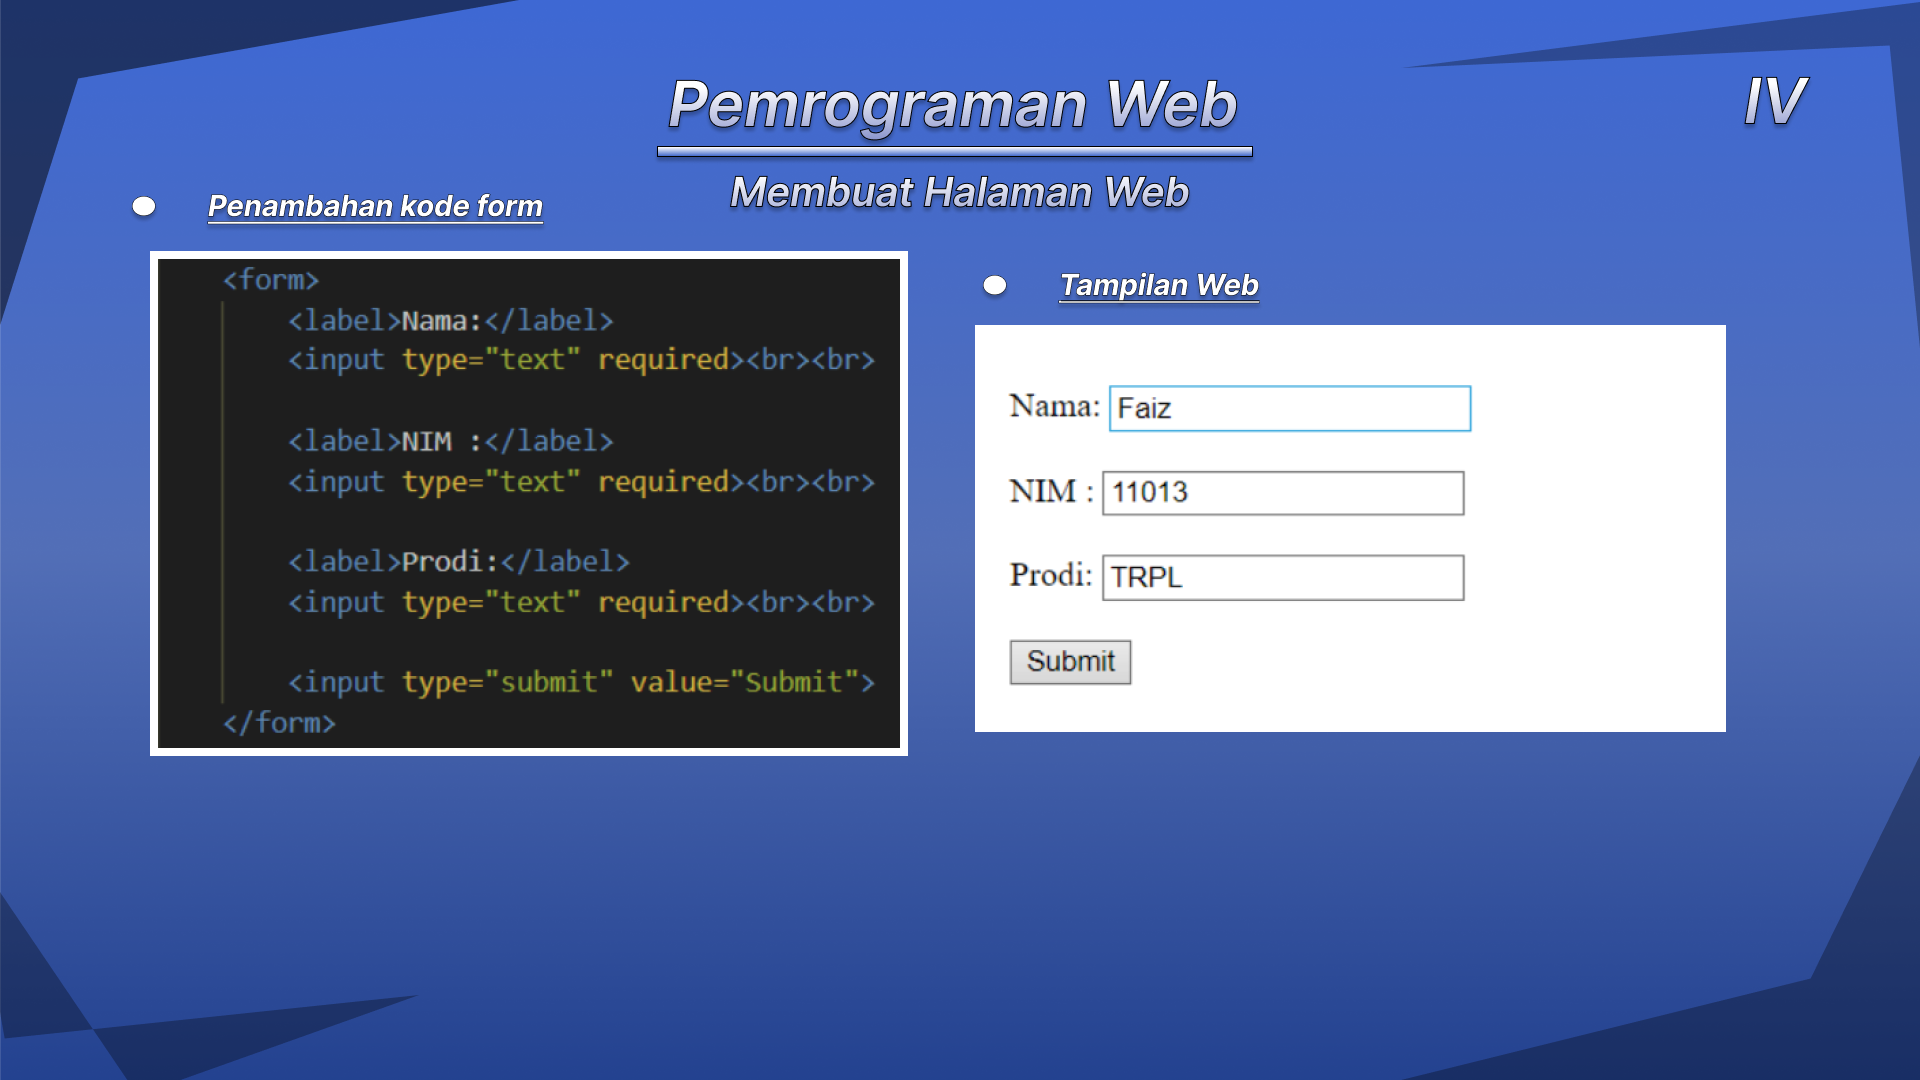 Pemrograman Web
IV
Membuat Halaman Web
Penambahan kode form
<form>
<label>Nama:</label>
<input type="text" required><br><br>
<label>NIM :</label>
<input type="text" required><br><br>
<label>Prodi:</label>
<input type="text" required><br><br>
<input type="submit" value="Submit">
</form>
Tampilan Web
Nama: Faiz
NIM : 11013
Prodi: TRPL
Submit